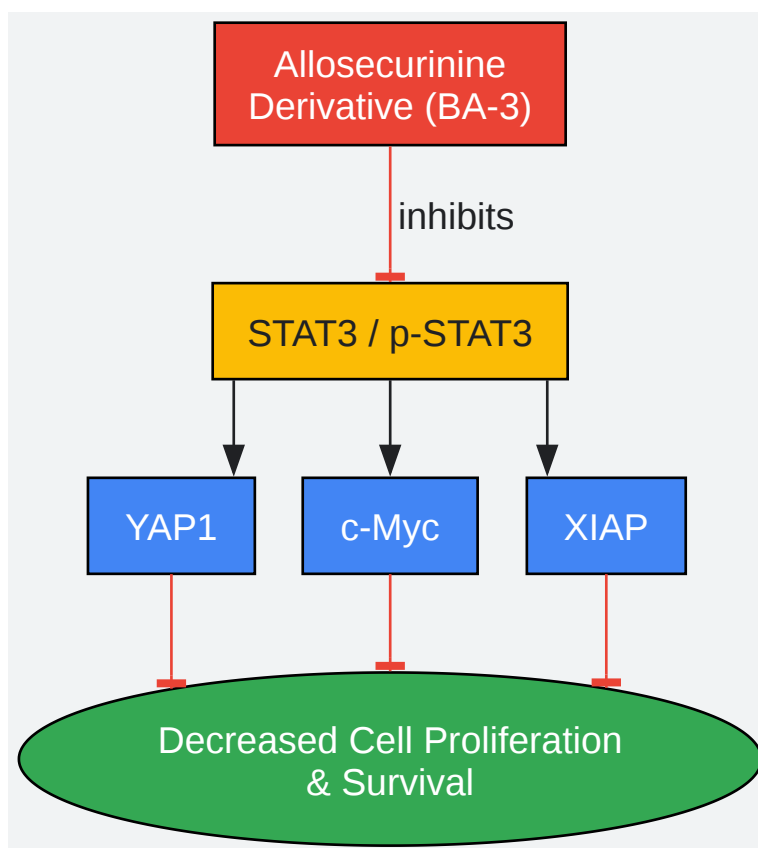 Allosecurinine
Derivative (BA-3)
inhibits
STAT3 / p-STAT3
YAP1
c-Myc
XIAP
Decreased Cell Proliferation
& Survival